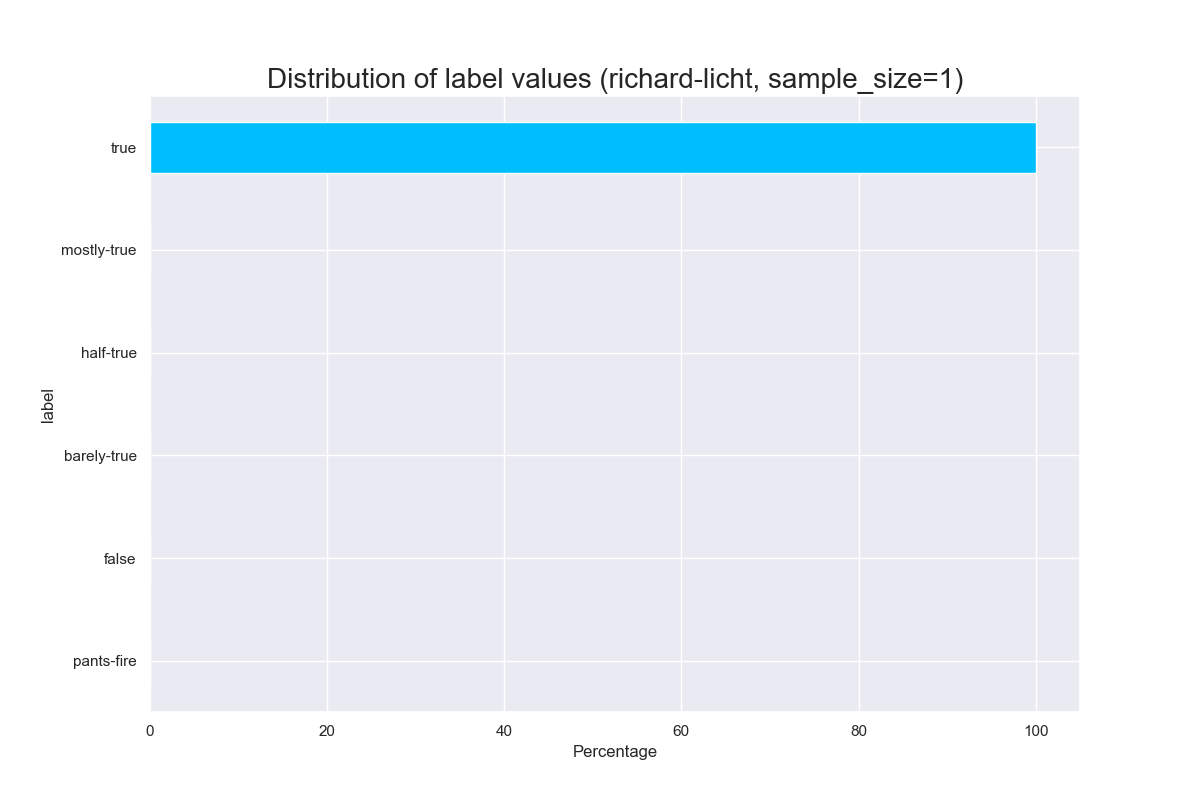 Distribution of label values (richard-licht, sample_size=1)
true
mostly-true
half-true
barely-true
false
pants-fire
label
0 20 40 60 80 100
Percentage